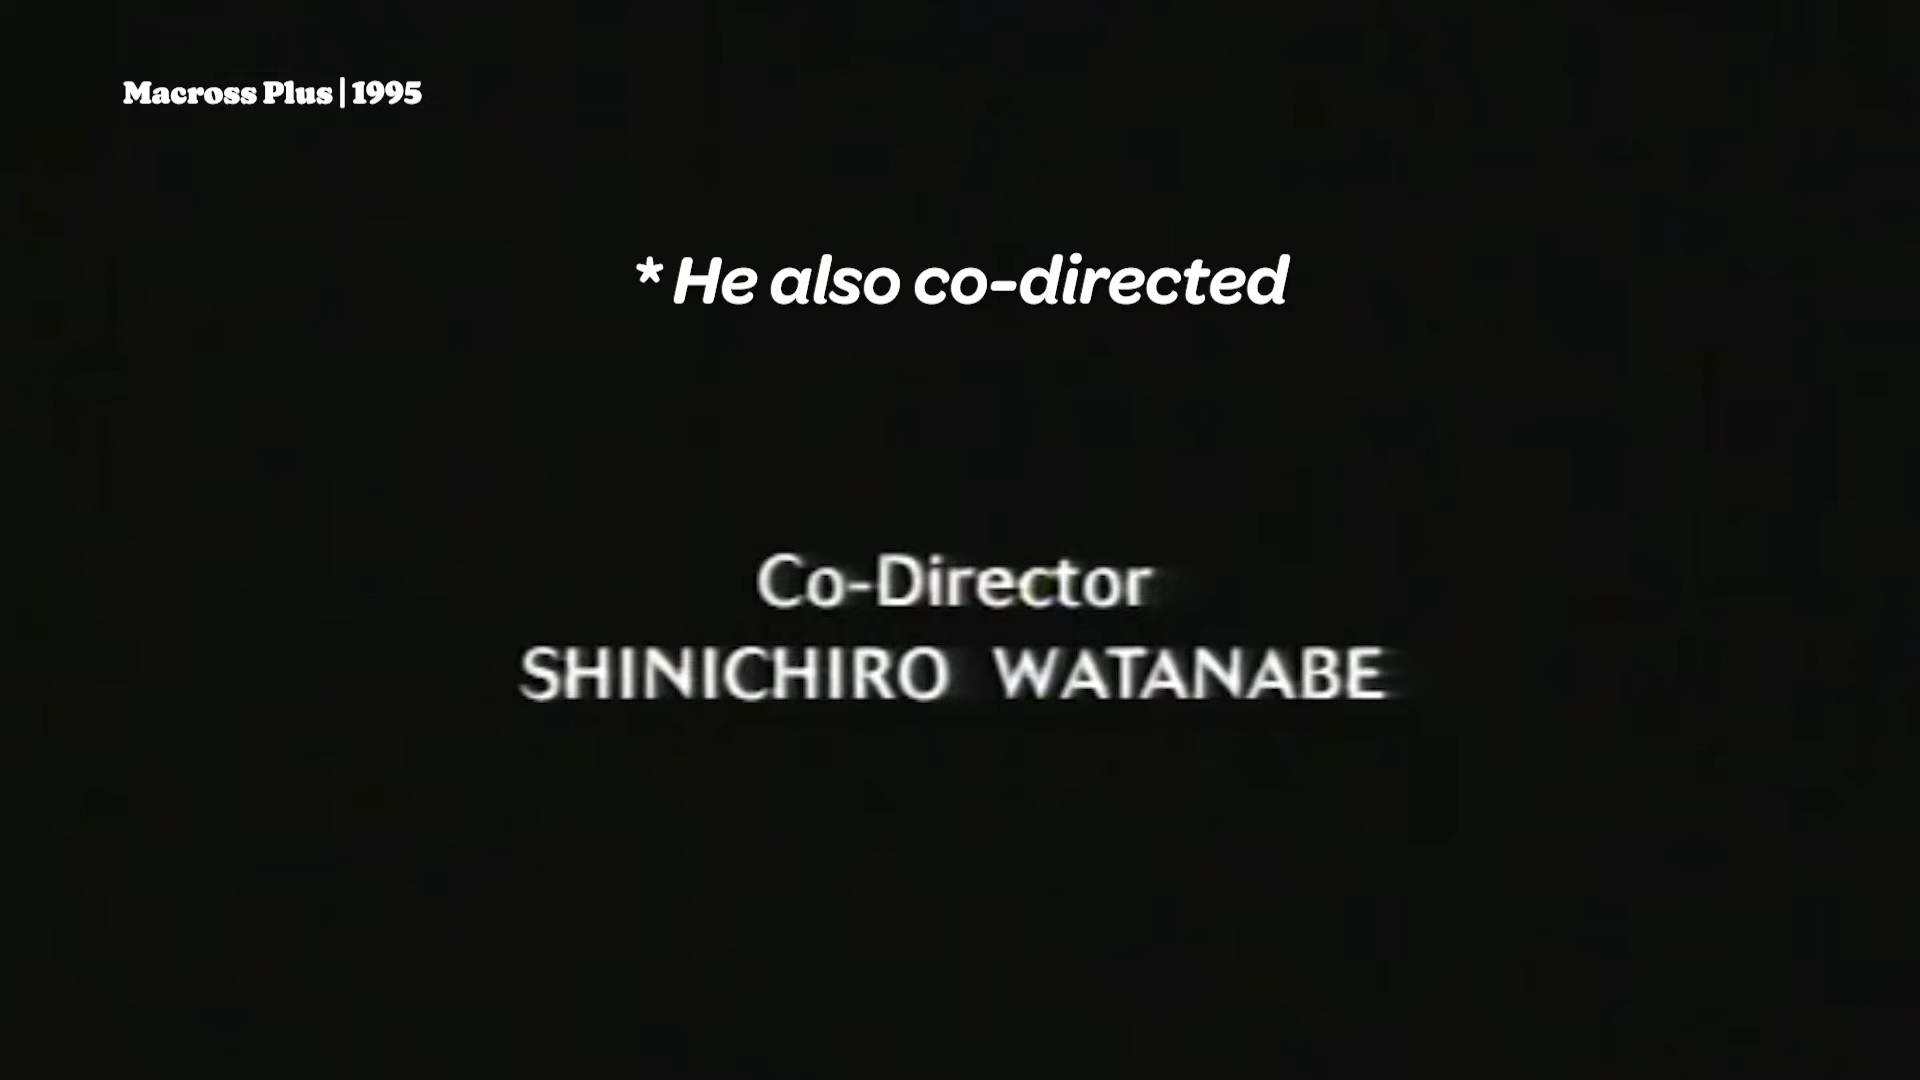 Macross Plus | 1995
* He also co-directed
Co-Director
SHINICHIRO WATANABE